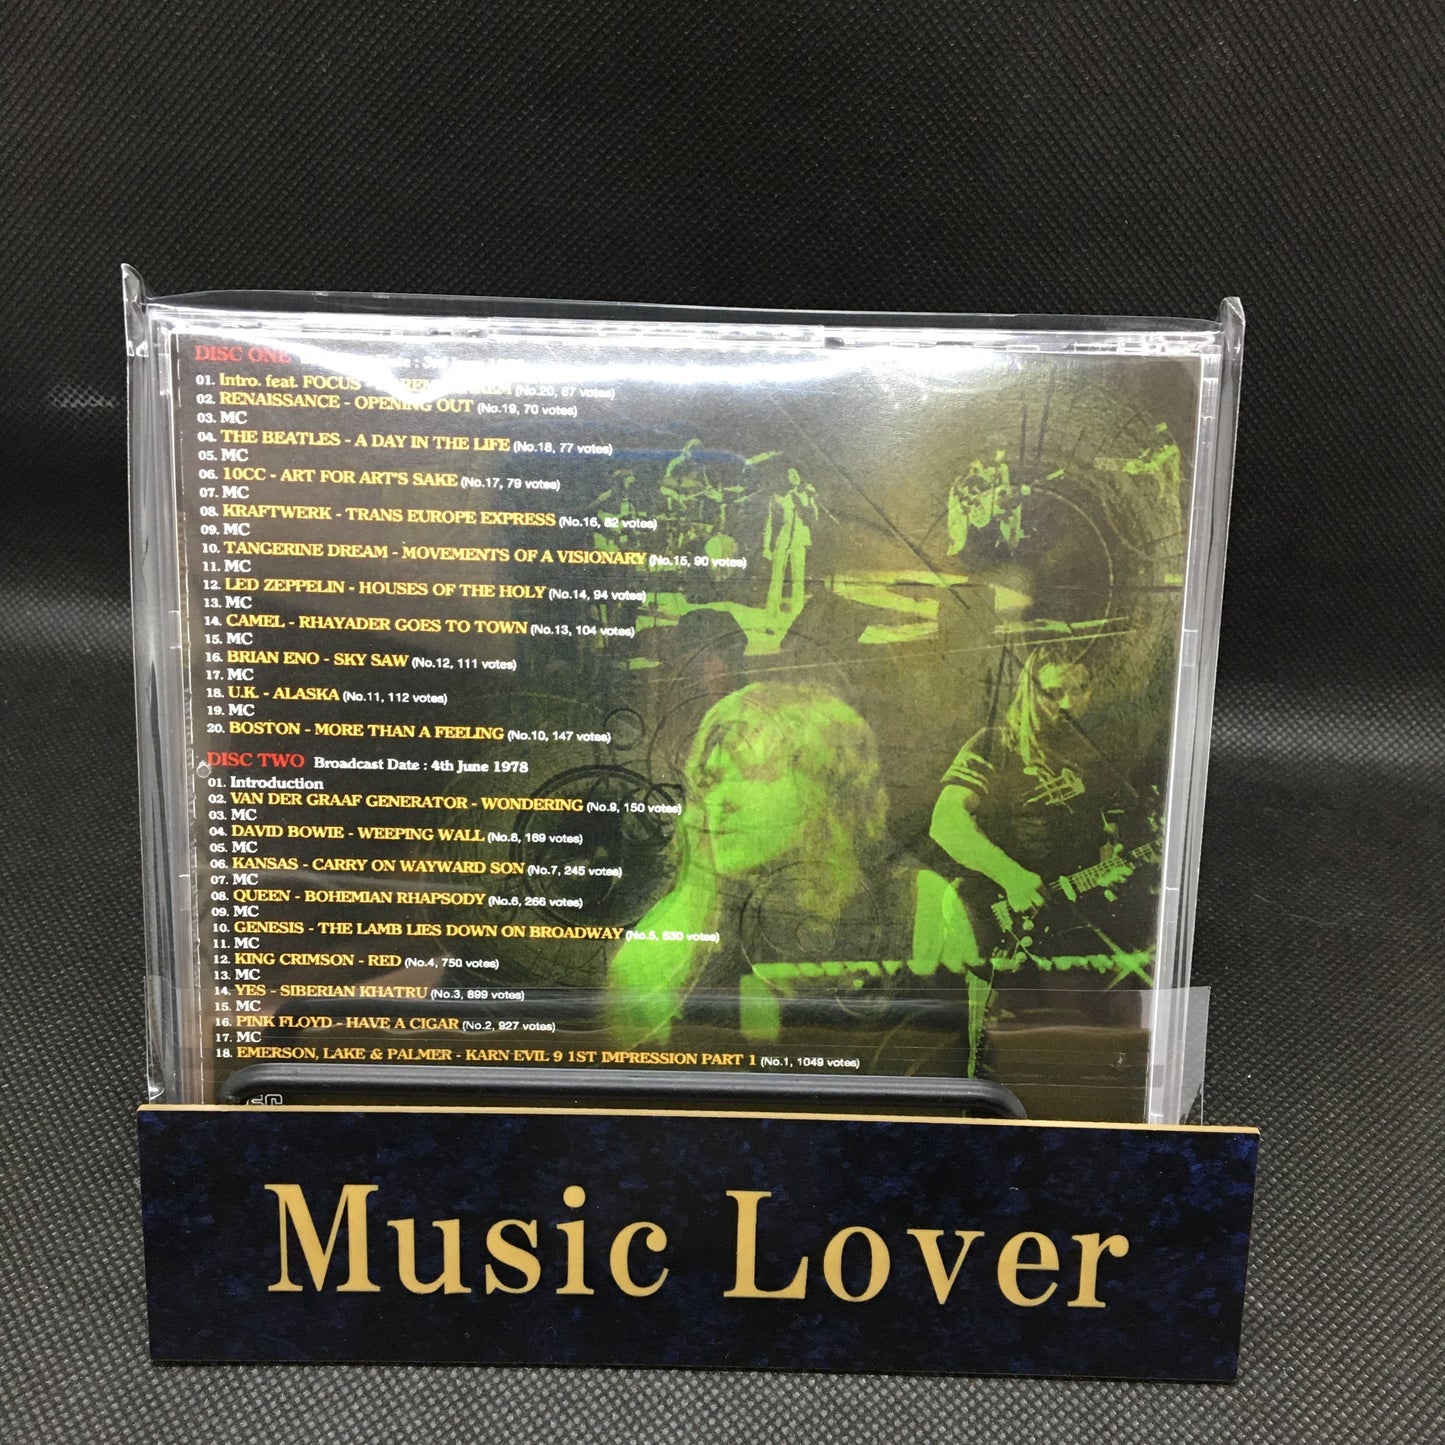 DISC ONE
01. Intro. feat. FOCUS - (No.20, 67 votes)
02. RENAISSANCE - OPENING OUT (No.19, 70 votes)
03. MC
04. THE BEATLES - A DAY IN THE LIFE (No.18, 77 votes)
05. MC
06. 10CC - ART FOR ART'S SAKE (No.17, 79 votes)
07. MC
08. KRAFTWERK - TRANS EUROPE EXPRESS (No.16, 82 votes)
09. MC
10. TANGERINE DREAM - MOVEMENTS OF A VISIONARY (No.15, 90 votes)
11. MC
12. LED ZEPPELIN - HOUSES OF THE HOLY (No.14, 94 votes)
13. MC
14. CAMEL - RHAYADER GOES TO TOWN (No.13, 104 votes)
15. MC
16. BRIAN ENO - SKY SAW (No.12, 111 votes)
17. MC
18. U.K. - ALASKA (No.11, 112 votes)
19. MC
20. BOSTON - MORE THAN A FEELING (No.10, 147 votes)
DISC TWO Broadcast Date : 4th June 1978
01. Introduction
02. VAN DER GRAAF GENERATOR - WONDERING (No.9, 150 votes)
03. MC
04. DAVID BOWIE - WEEPING WALL (No.8, 169 votes)
05. MC
06. KANSAS - CARRY ON WAYWARD SON (No.7, 245 votes)
07. MC
08. QUEEN - BOHEMIAN RHAPSODY (No.6, 266 votes)
09. MC
10. GENESIS - THE LAMB LIES DOWN ON BROADWAY (No.5, 530 votes)
11. MC
12. KING CRIMSON - RED (No.4, 750 votes)
13. MC
14. YES - SIBERIAN KHATRU (No.3, 899 votes)
15. MC
16. PINK FLOYD - HAVE A CIGAR (No.2, 927 votes)
17. MC
18. EMERSON, LAKE & PALMER - KARN EVIL 9 1ST IMPRESSION PART 1 (No.1, 1049 votes)
Music Lover